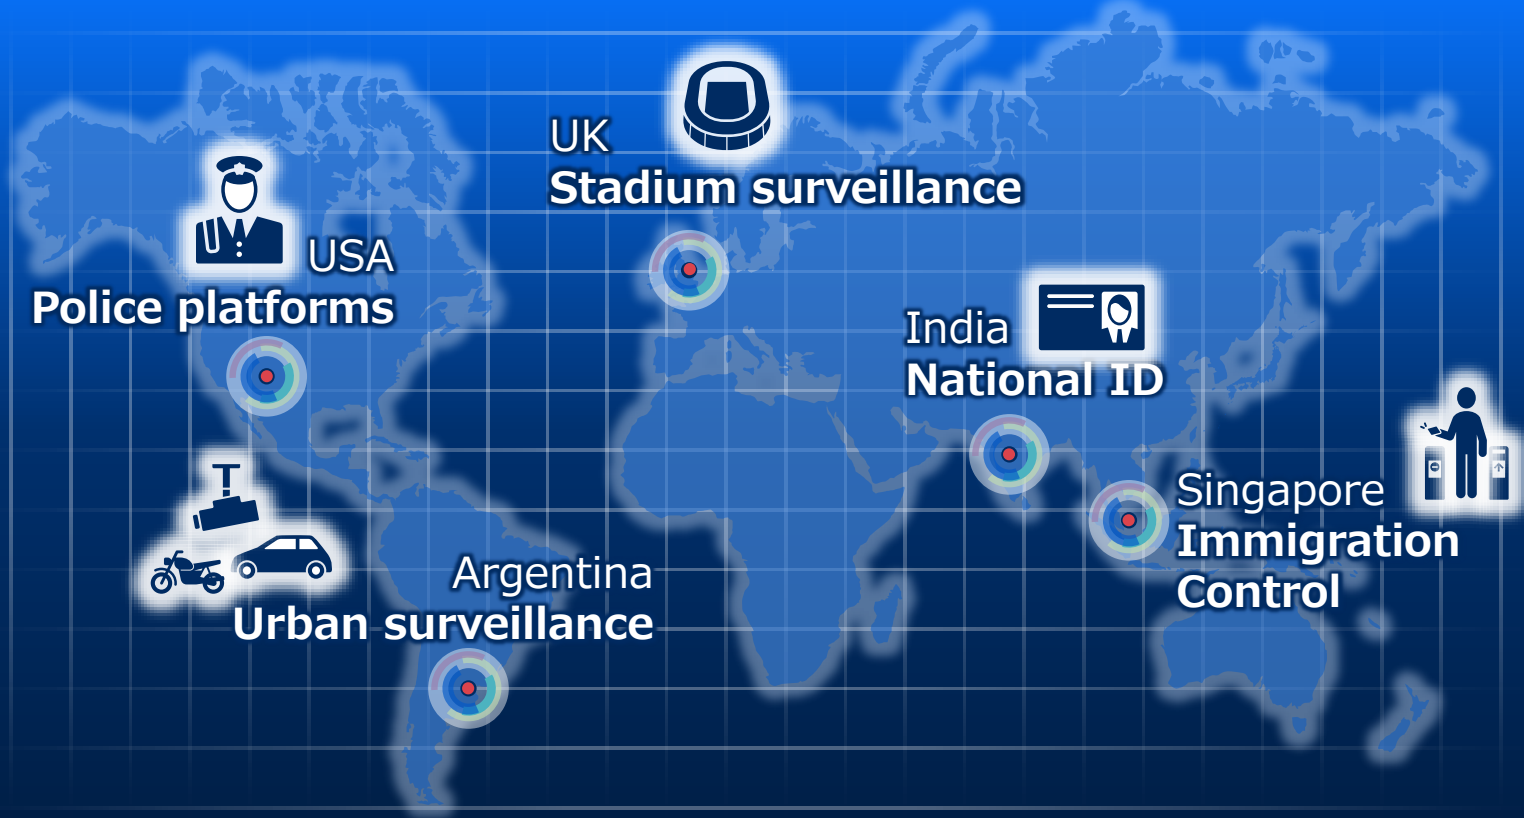 UK
Stadium surveillance
USA
Police platforms
India
National ID
Singapore
Immigration
Control
Argentina
Urban surveillance